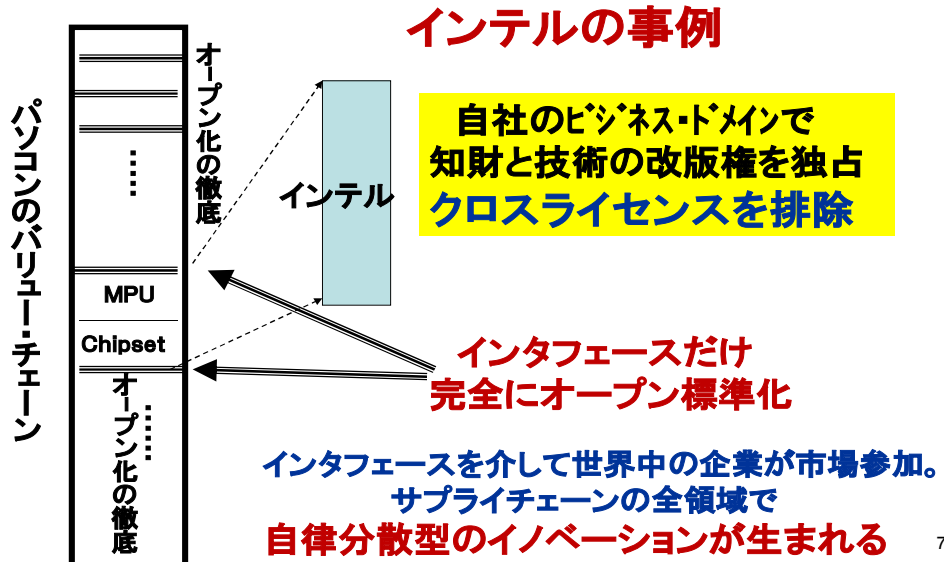 インテルの事例
パソコンのバリュー・チェーン
オープン化の徹底
……
インテル
自社のビジネス・ドメインで
知財と技術の改版権を独占
クロスライセンスを排除
MPU
Chipset
インタフェースだけ
完全にオープン標準化
……
オープン化の徹底
インタフェースを介して世界中の企業が市場参加。
サプライチェーンの全領域で
自律分散型のイノベーションが生まれる
7